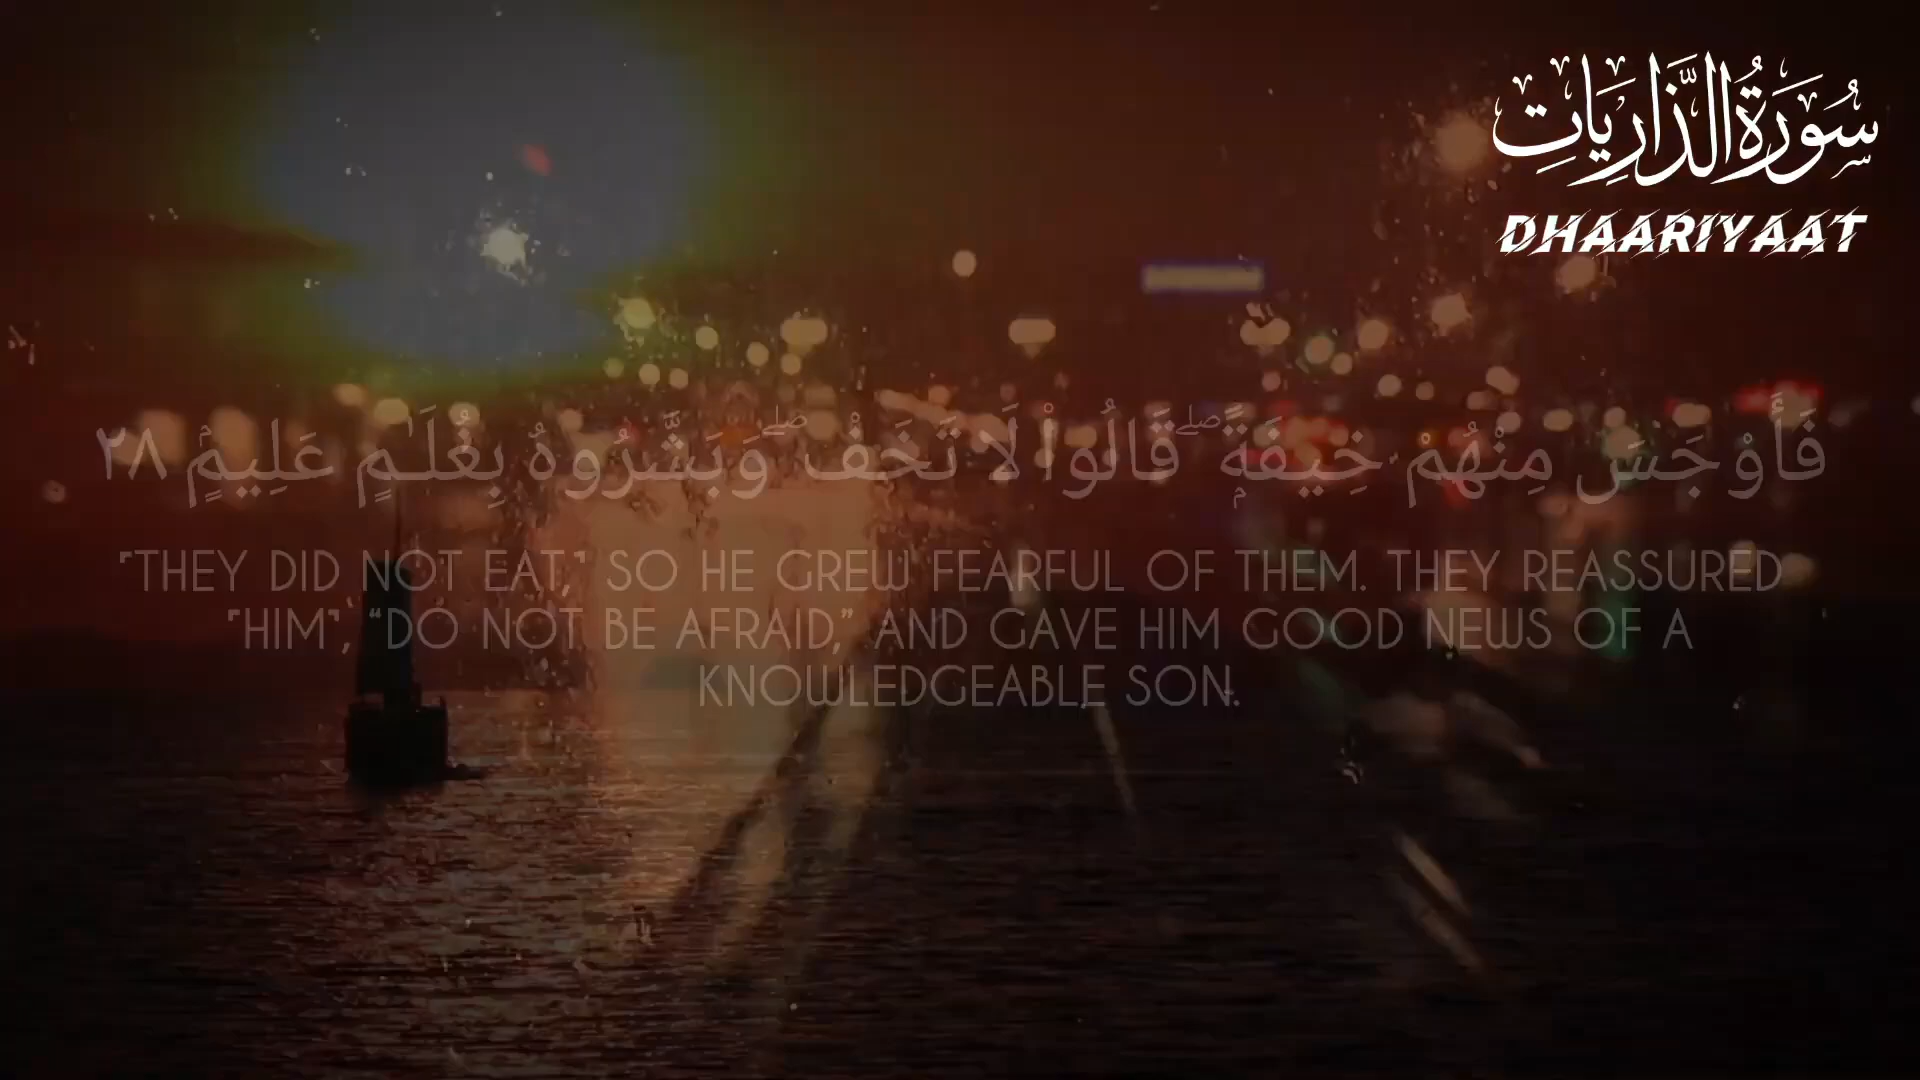 سُورَةُ الذَّارِيَاتِ
DHAARIYAAT
فَأَوْجَسَ مِنْهُمْ خِيفَةًۭ ۖ قَالُوا۟ لَا تَخَفْ ۖ وَبَشَّرُوهُ بِغُلَـٰمٍ عَلِيمٍۢ ٢٨
˹THEY DID NOT EAT,˺ SO HE GREW FEARFUL OF THEM. THEY REASSURED
˹HIM˺, “DO NOT BE AFRAID,” AND GAVE HIM GOOD NEWS OF A
KNOWLEDGEABLE SON.